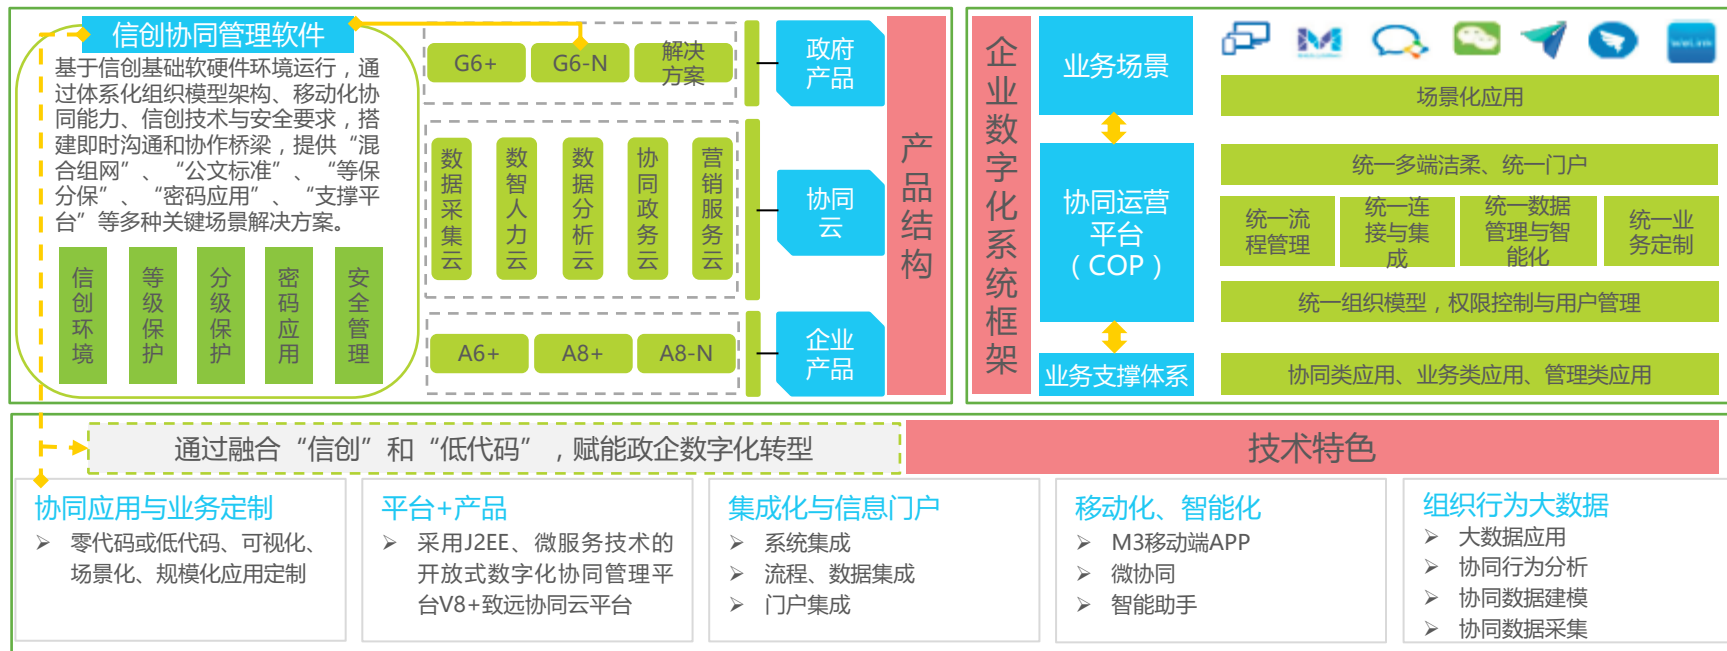 信创协同管理软件
基于信创基础软硬件环境运行，通
过体系化组织模型架构、移动化协
同能力、信创技术与安全要求，搭
建即时沟通和协作桥梁，提供“混
合组网”、“公文标准”、“等保
分保”、“密码应用”、“支撑平
台”等多种关键场景解决方案。
信创环境
等级保护
分级保护
密码应用
安全管理
G6+
G6-N
解决
方案
政府
产品
数据采集云
数智人力云
数据分析云
协同政务云
营销服务云
协同
云
A6+
A8+
A8-N
企业
产品
产品结构
企业数字化系统框架
业务场景
场景化应用
协同运营
平台
（COP）
统一多端洁柔、统一门户
统一流
程管理
统一连
接与集
成
统一数据
管理与智
能化
统一业
务定制
统一组织模型，权限控制与用户管理
业务支撑体系
协同类应用、业务类应用、管理类应用
通过融合“信创”和“低代码”，赋能政企数字化转型
技术特色
协同应用与业务定制
➢ 零代码或低代码、可视化、
场景化、规模化应用定制
平台+产品
➢ 采用J2EE、微服务技术的
开放式数字化协同管理平
台V8+致远协同云平台
集成化与信息门户
➢ 系统集成
➢ 流程、数据集成
➢ 门户集成
移动化、智能化
➢ M3移动端APP
➢ 微协同
➢ 智能助手
组织行为大数据
➢ 大数据应用
➢ 协同行为分析
➢ 协同数据建模
➢ 协同数据采集